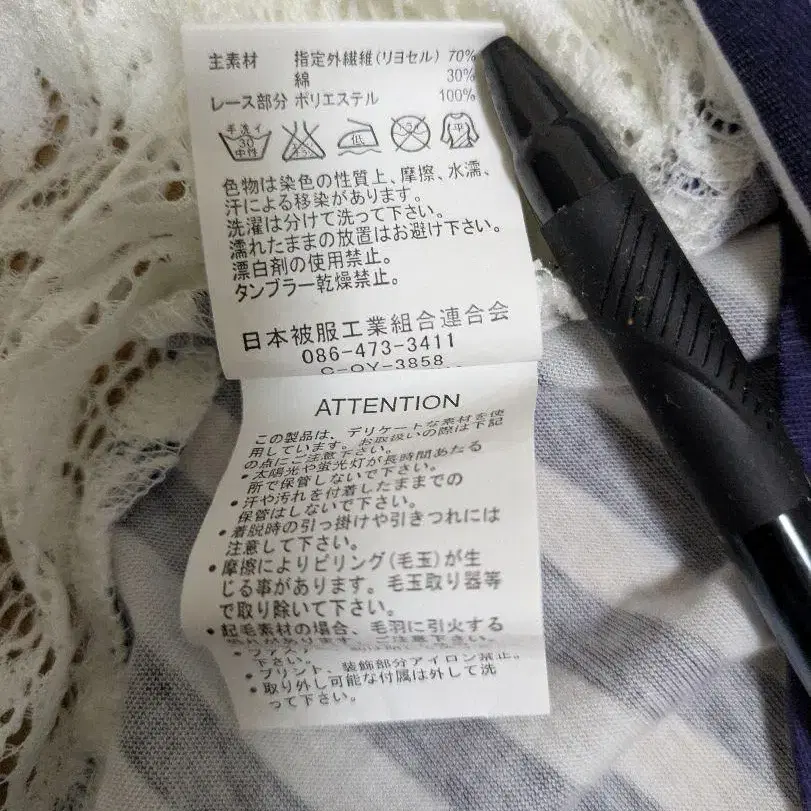 主素材 指定外繊維(リヨセル) 70%
綿 30%
レース部分 ポリエステル 100%
手洗イ 30 中性 低 平
色物は染色の性質上、摩擦、水濡、
汗による移染があります。
洗濯は分けて洗って下さい。
濡れたままの放置はお避け下さい。
漂白剤の使用禁止。
タンブラー乾燥禁止。
日本被服工業組合連合会
086-473-3411
C-OY-3858
ATTENTION
この製品は、デリケートな素材を使
用しています。お取扱いの際は下記
の点にご注意下さい。
・太陽光や蛍光灯が長時間あたる
所で保管しないで下さい。
・汗や汚れを付着したままでの
保管はしないで下さい。
・着脱時の引っ掛けや引きつれには
注意して下さい。
・摩擦によりピリング(毛玉)が生
じる事があります。毛玉取り器等
で取り除いて下さい。
・起毛素材の場合、毛羽に引火する
下さい。
・プリント、装飾部分アイロン禁止。
・取り外し可能な付属は外して洗
って下さい。